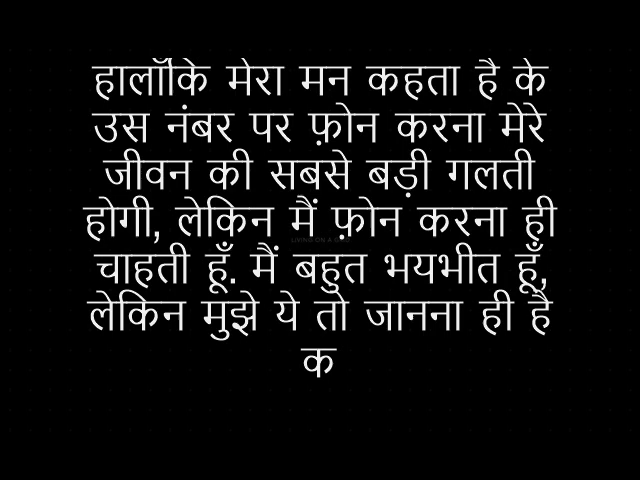 हालाँकि मेरा मन कहता है के
उस नंबर पर फ़ोन करना मेरे
जीवन की सबसे बड़ी गलती
होगी, लेकिन मैं फ़ोन करना ही
चाहती हूँ. मैं बहुत भयभीत हूँ,
लेकिन मुझे ये तो जानना ही है
क